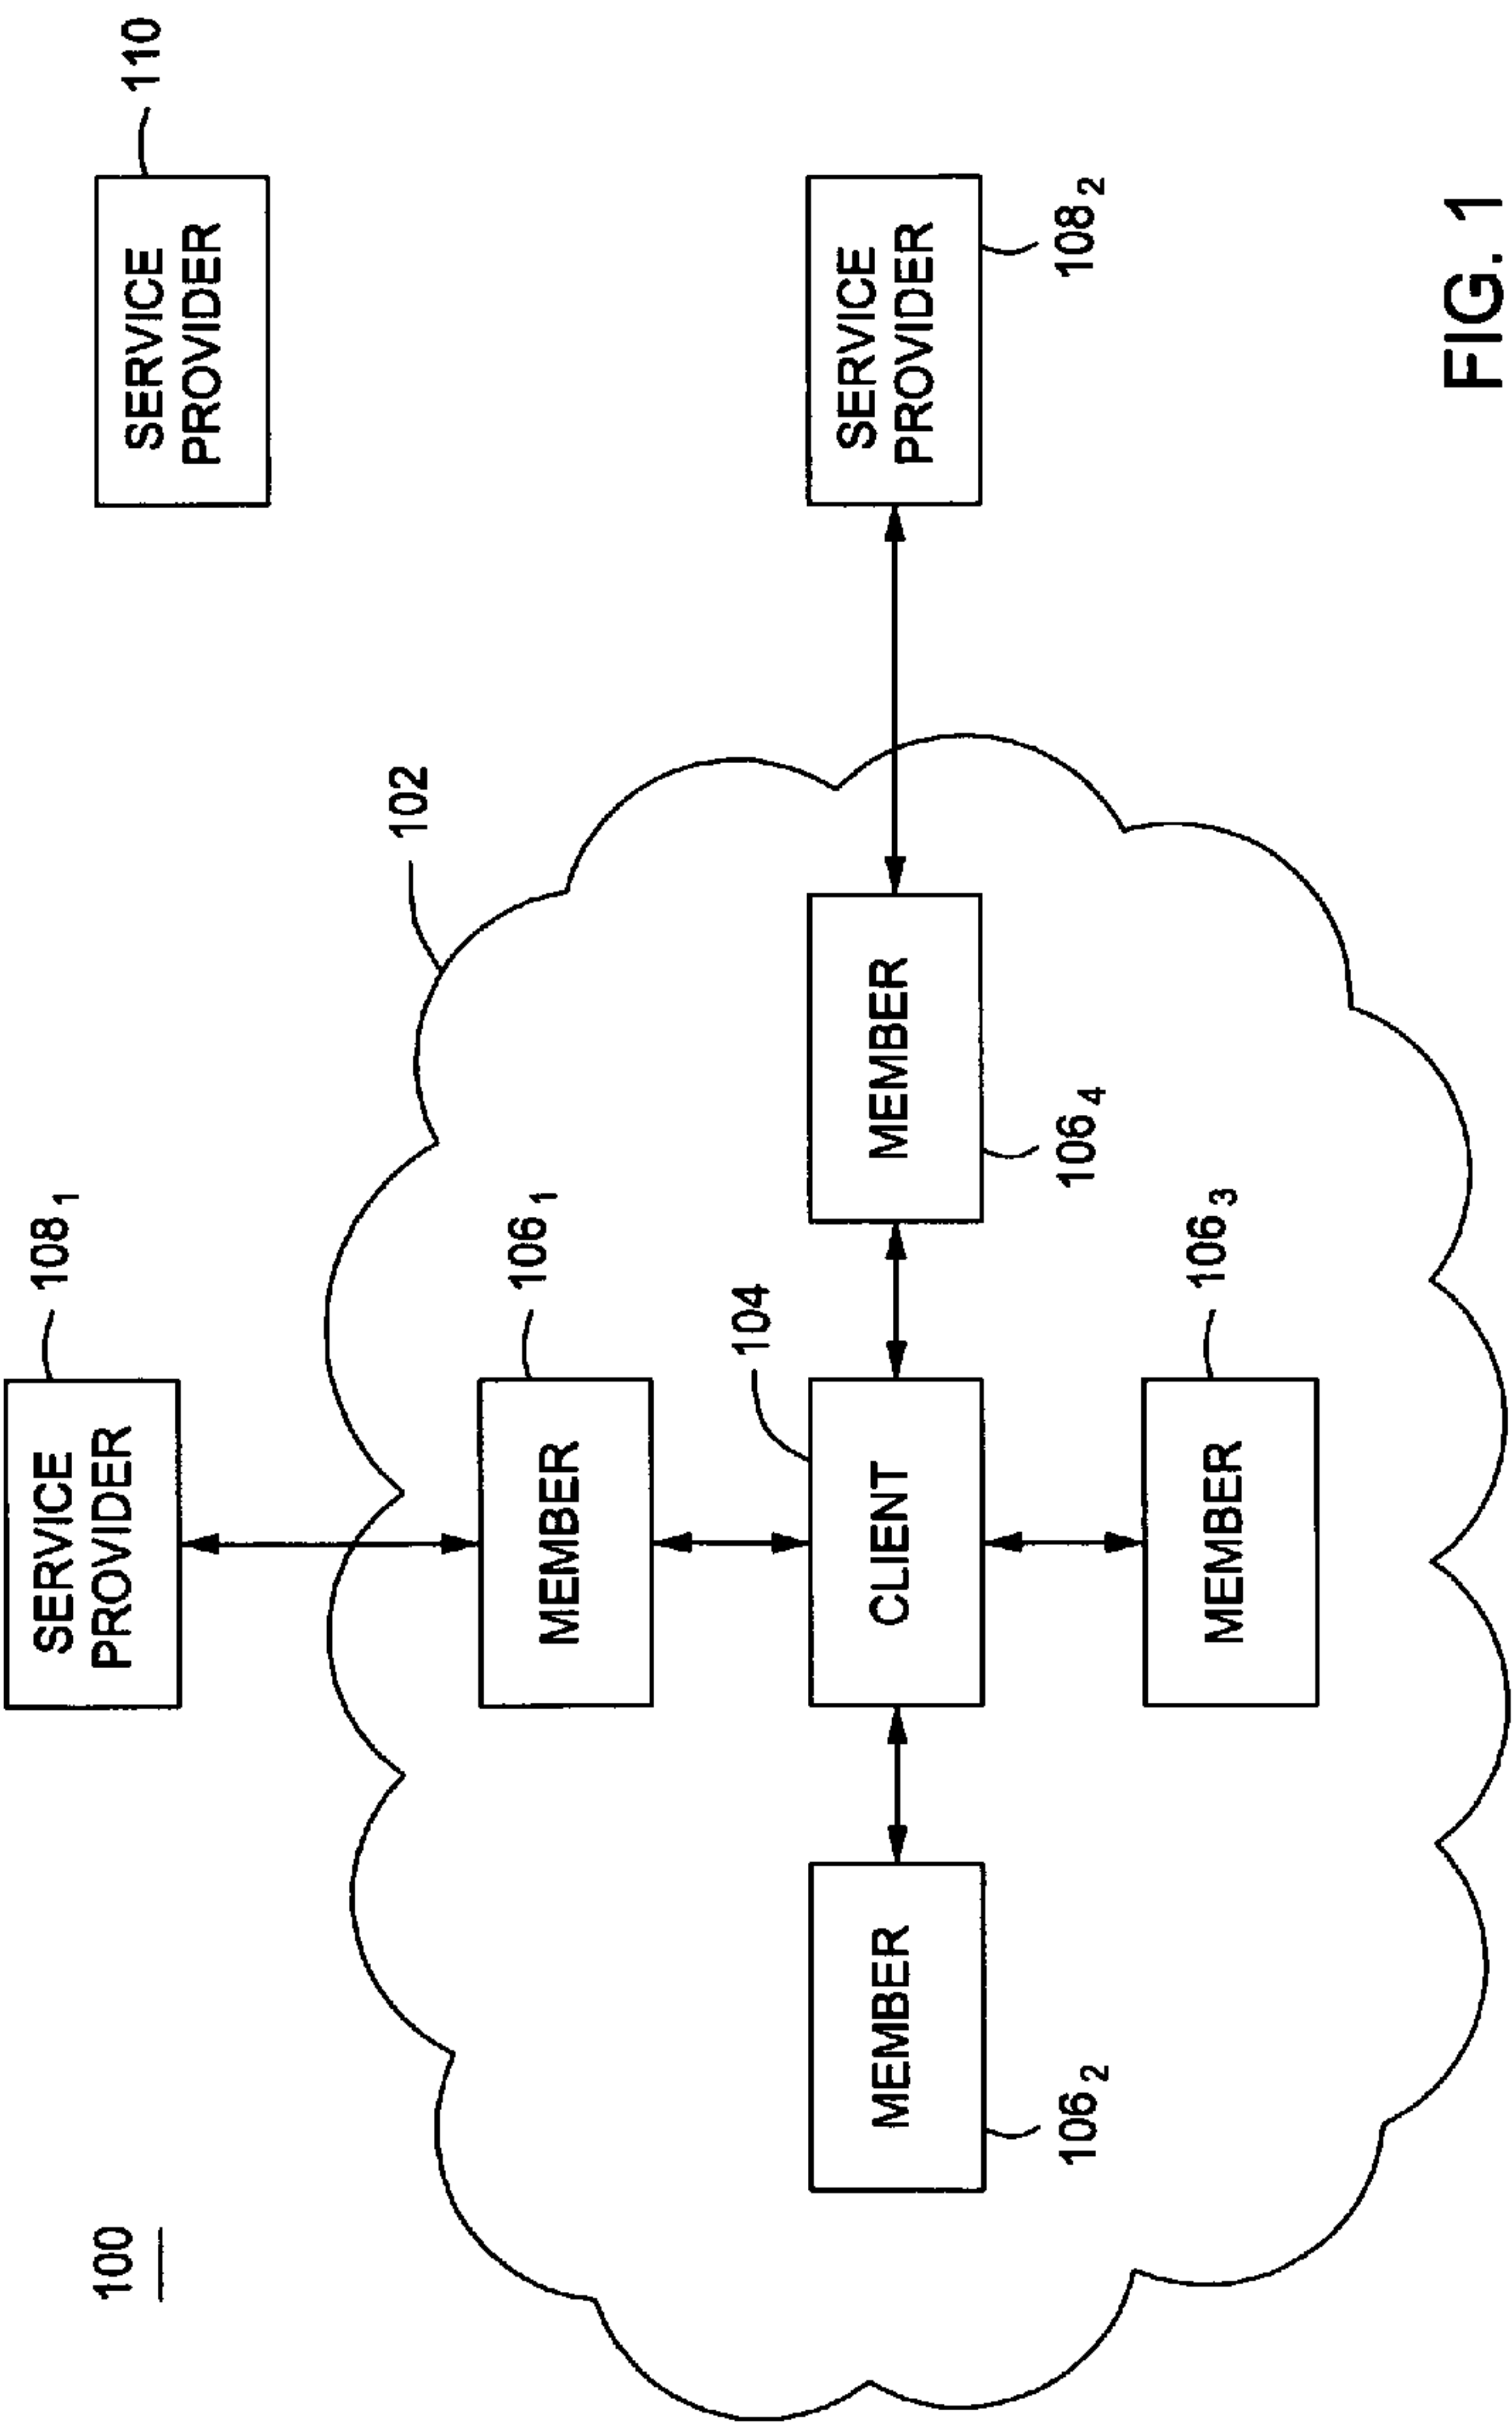 100
108₁
SERVICE
PROVIDER
110
SERVICE
PROVIDER
102
106₁
MEMBER
104
MEMBER
106₂
CLIENT
MEMBER
106₄
SERVICE
PROVIDER
108₂
106₃
MEMBER
FIG. 1